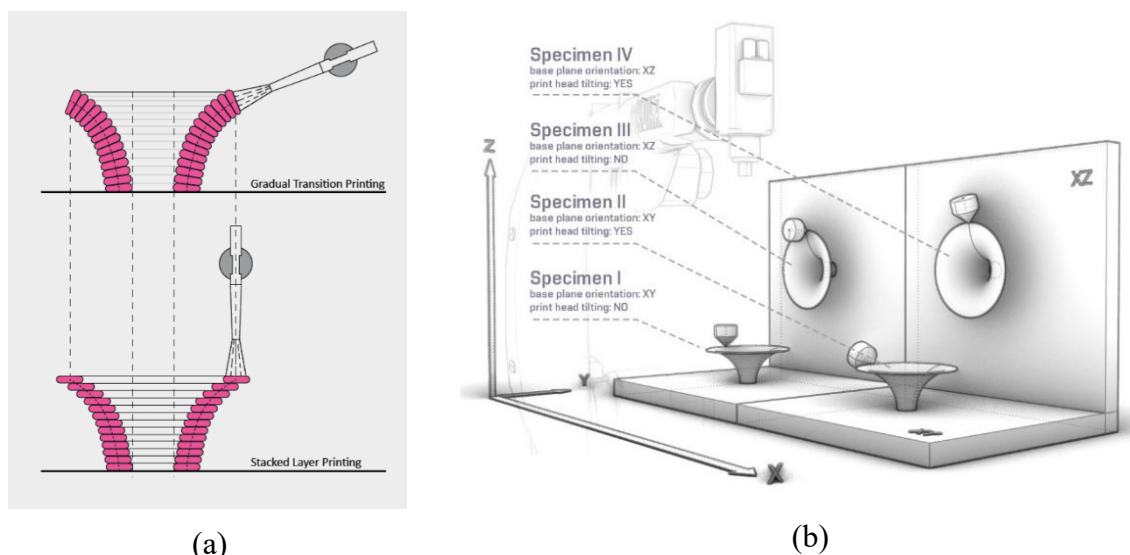 Gradual Transition Printing
Stacked Layer Printing
(a)
Specimen IV
base plane orientation: XZ
print head tilting: YES
Specimen III
base plane orientation: XZ
print head tilting: NO
Specimen II
base plane orientation: XY
print head tilting: YES
Specimen I
base plane orientation: XY
print head tilting: NO
Z
XZ
Y
X
(b)